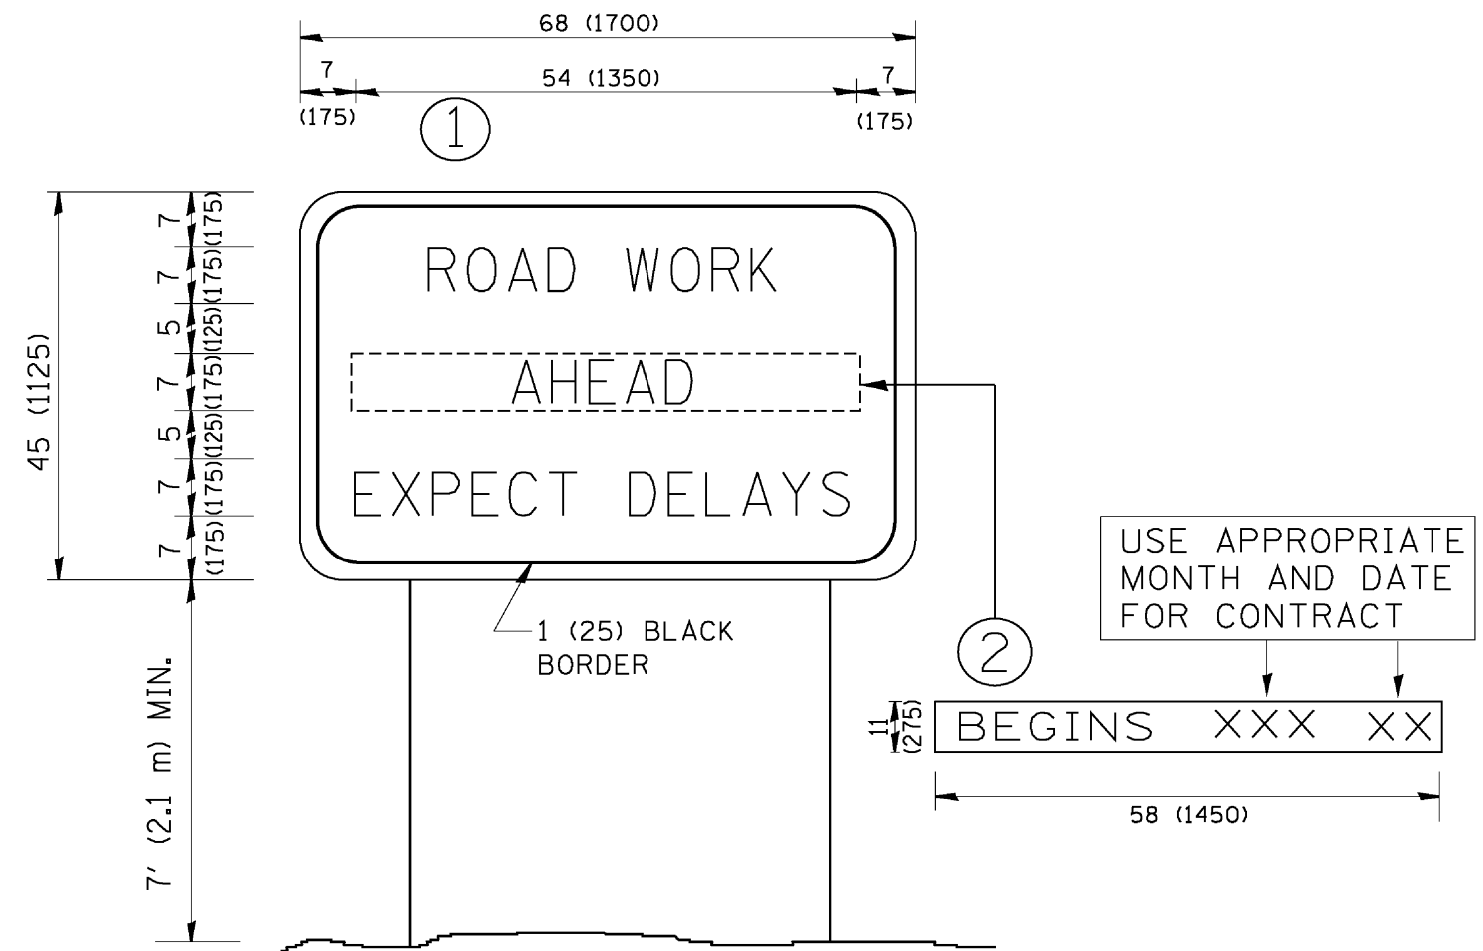 68 (1700)
7
54 (1350)
7
(175)
(175)
1
7
(175)
7
(175)
5
(125)
7
(175)
5
(125)
7
(175)
7
(175)
45 (1125)
ROAD WORK
AHEAD
EXPECT DELAYS
1 (25) BLACK
BORDER
7' (2.1 m) MIN.
USE APPROPRIATE
MONTH AND DATE
FOR CONTRACT
2
11
(275)
BEGINS XXX XX
58 (1450)